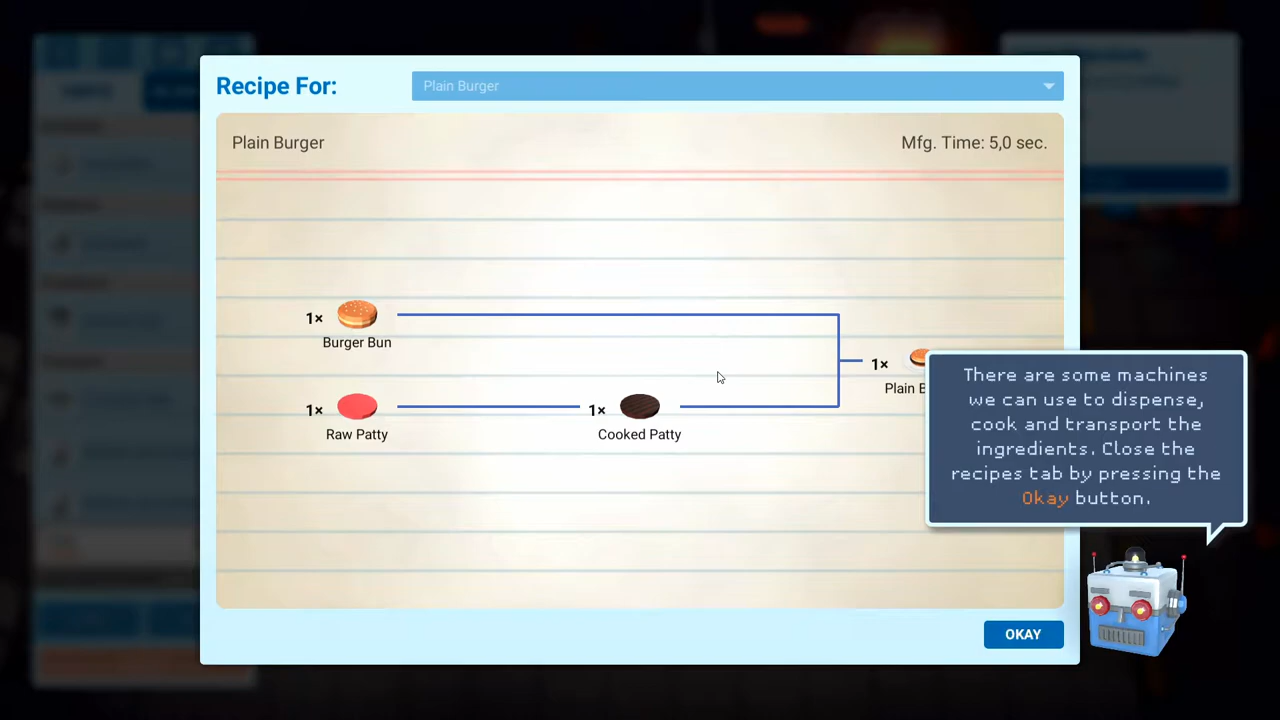 Recipe For:
Plain Burger
Plain Burger
Mfg. Time: 5,0 sec.
1×
Burger Bun
1×
Plain B
1×
Raw Patty
1×
Cooked Patty
There are some machines
we can use to dispense,
cook and transport the
ingredients. Close the
recipes tab by pressing the
Okay button.
OKAY